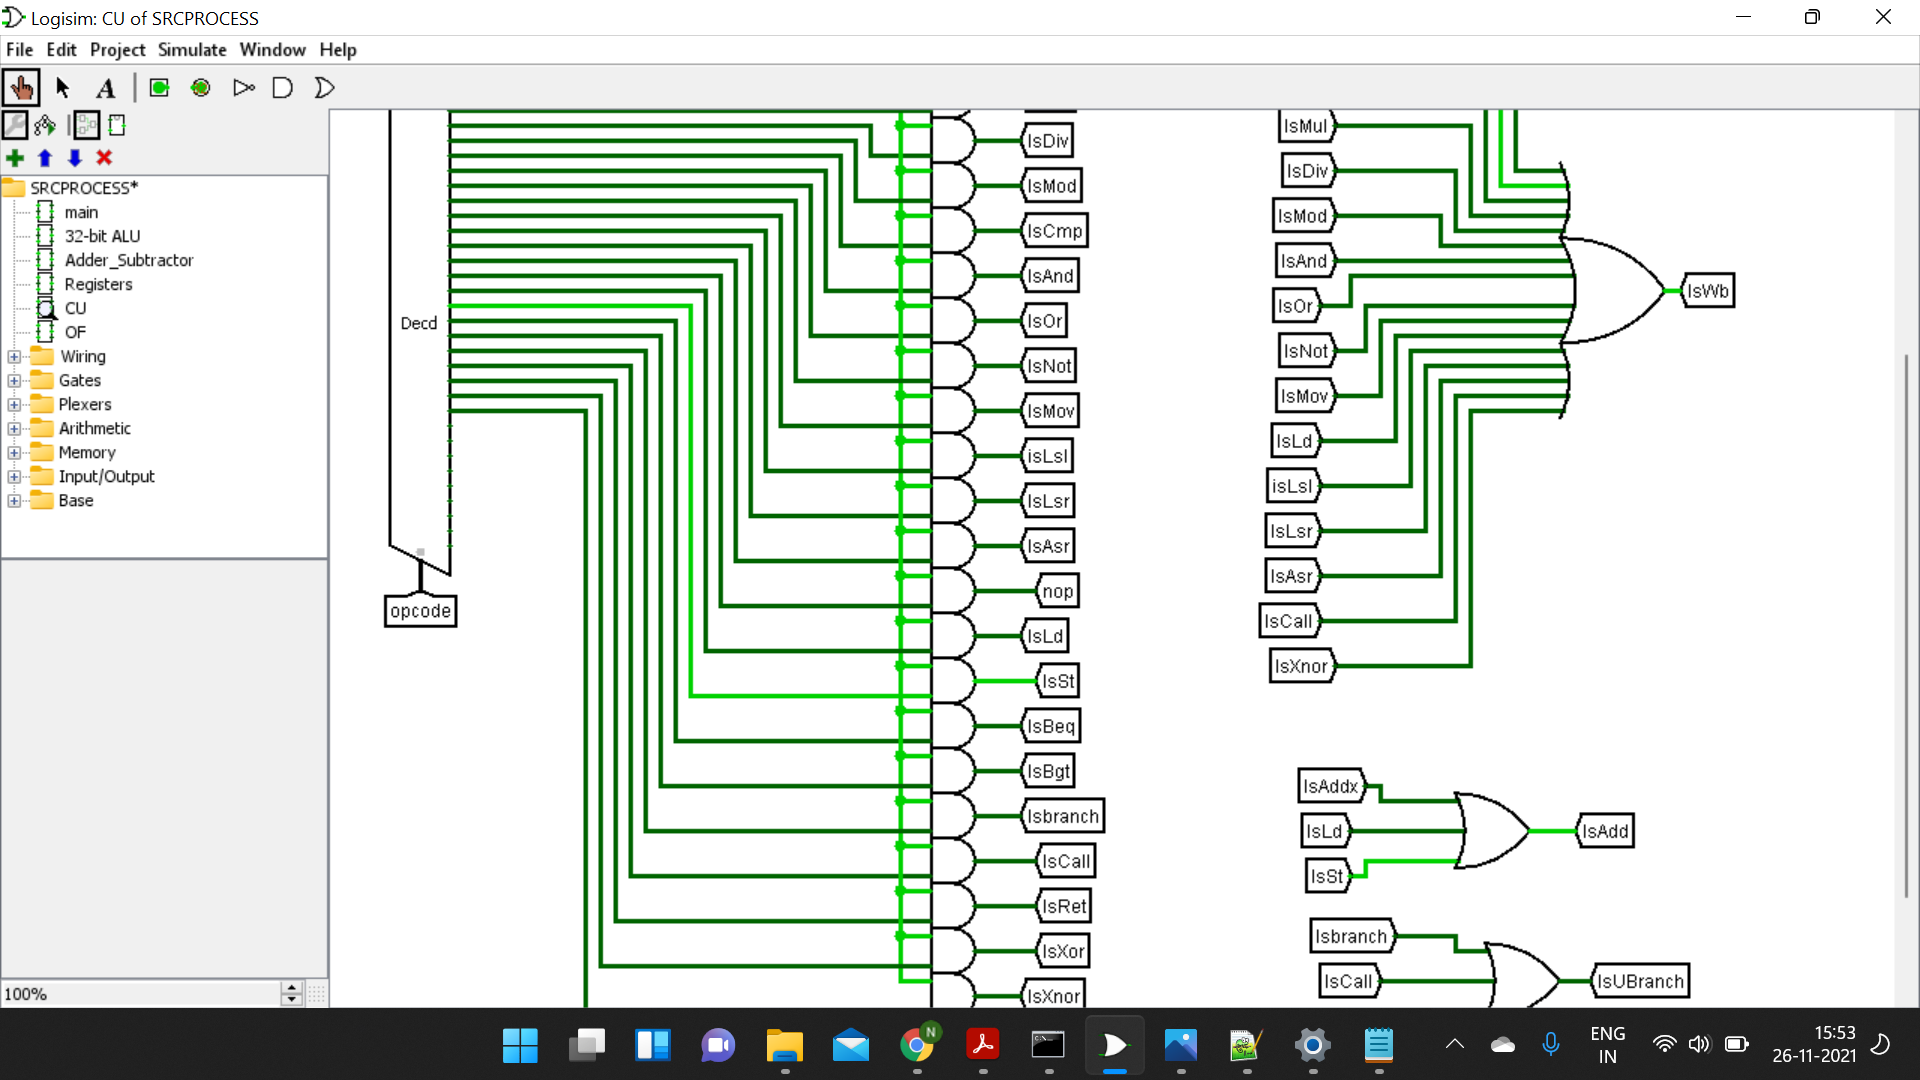 Logisim: CU of SRCPROCESS
File Edit Project Simulate Window Help
A
SRCPROCESS*
main
32-bit ALU
Adder_Subtractor
Registers
CU
OF
Wiring
Gates
Plexers
Arithmetic
Memory
Input/Output
Base
100%
Decd
opcode
IsDiv
IsMod
IsCmp
IsAnd
IsOr
IsNot
IsMov
isLsl
IsLsr
IsAsr
nop
IsLd
IsSt
IsBeq
IsBgt
Isbranch
IsCall
IsRet
IsXor
IsXnor
IsMul
IsDiv
IsMod
IsAnd
IsOr
IsNot
IsMov
IsLd
isLsl
IsLsr
IsAsr
IsCall
IsXnor
IsWb
IsAddx
IsLd
IsSt
IsAdd
Isbranch
IsCall
IsUBranch
N
ENG
IN
15:53
26-11-2021